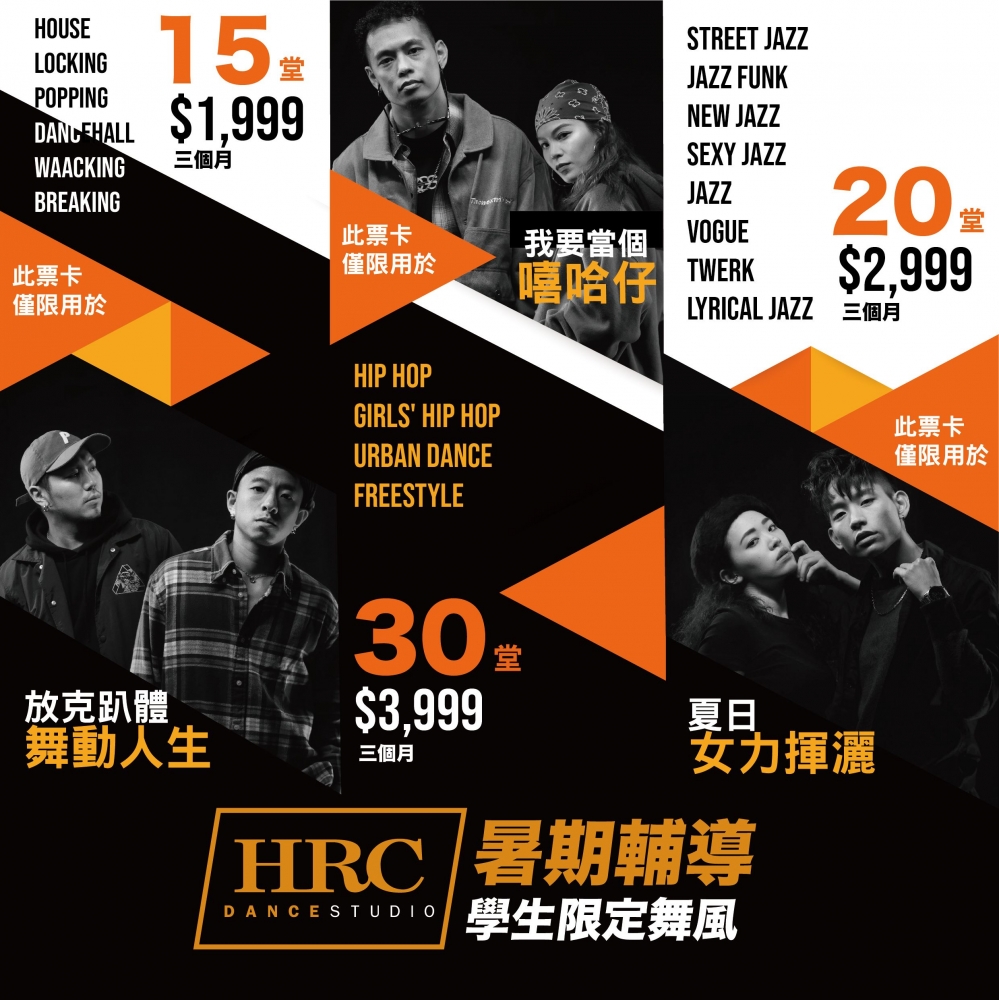 HOUSE
LOCKING
POPPING
DANCEHALL
WAACKING
BREAKING
15堂
$1,999
三個月
此票卡
僅限用於
放克趴體
舞動人生
此票卡
僅限用於
我要當個
嘻哈仔
HIP HOP
GIRLS' HIP HOP
URBAN DANCE
FREESTYLE
30堂
$3,999
三個月
STREET JAZZ
JAZZ FUNK
NEW JAZZ
SEXY JAZZ
JAZZ
VOGUE
TWERK
LYRICAL JAZZ
20堂
$2,999
三個月
此票卡
僅限用於
夏日
女力揮灑
HRC
DANCESTUDIO
暑期輔導
學生限定舞風